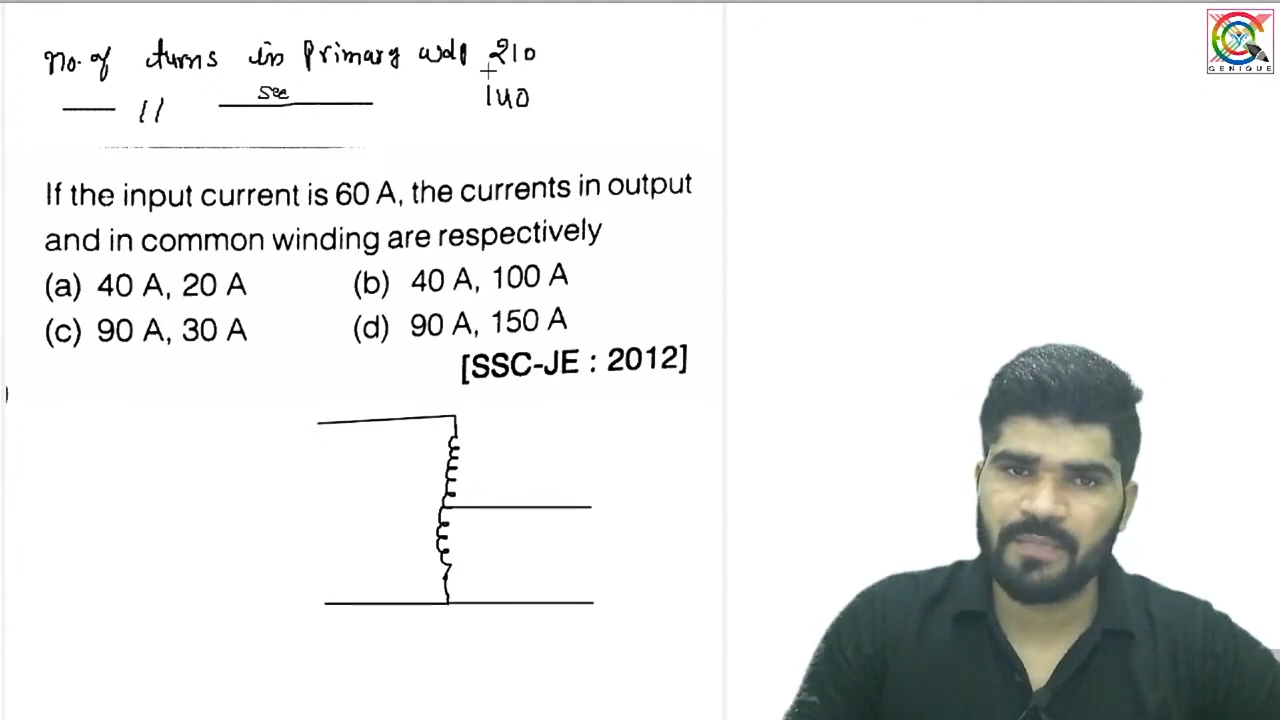 No. of turns in Primary wdg 210
— 11 — sec — 140
If the input current is 60 A, the currents in output
and in common winding are respectively
(a) 40 A, 20 A (b) 40 A, 100 A
(c) 90 A, 30 A (d) 90 A, 150 A
[SSC-JE : 2012]
GENIQUE